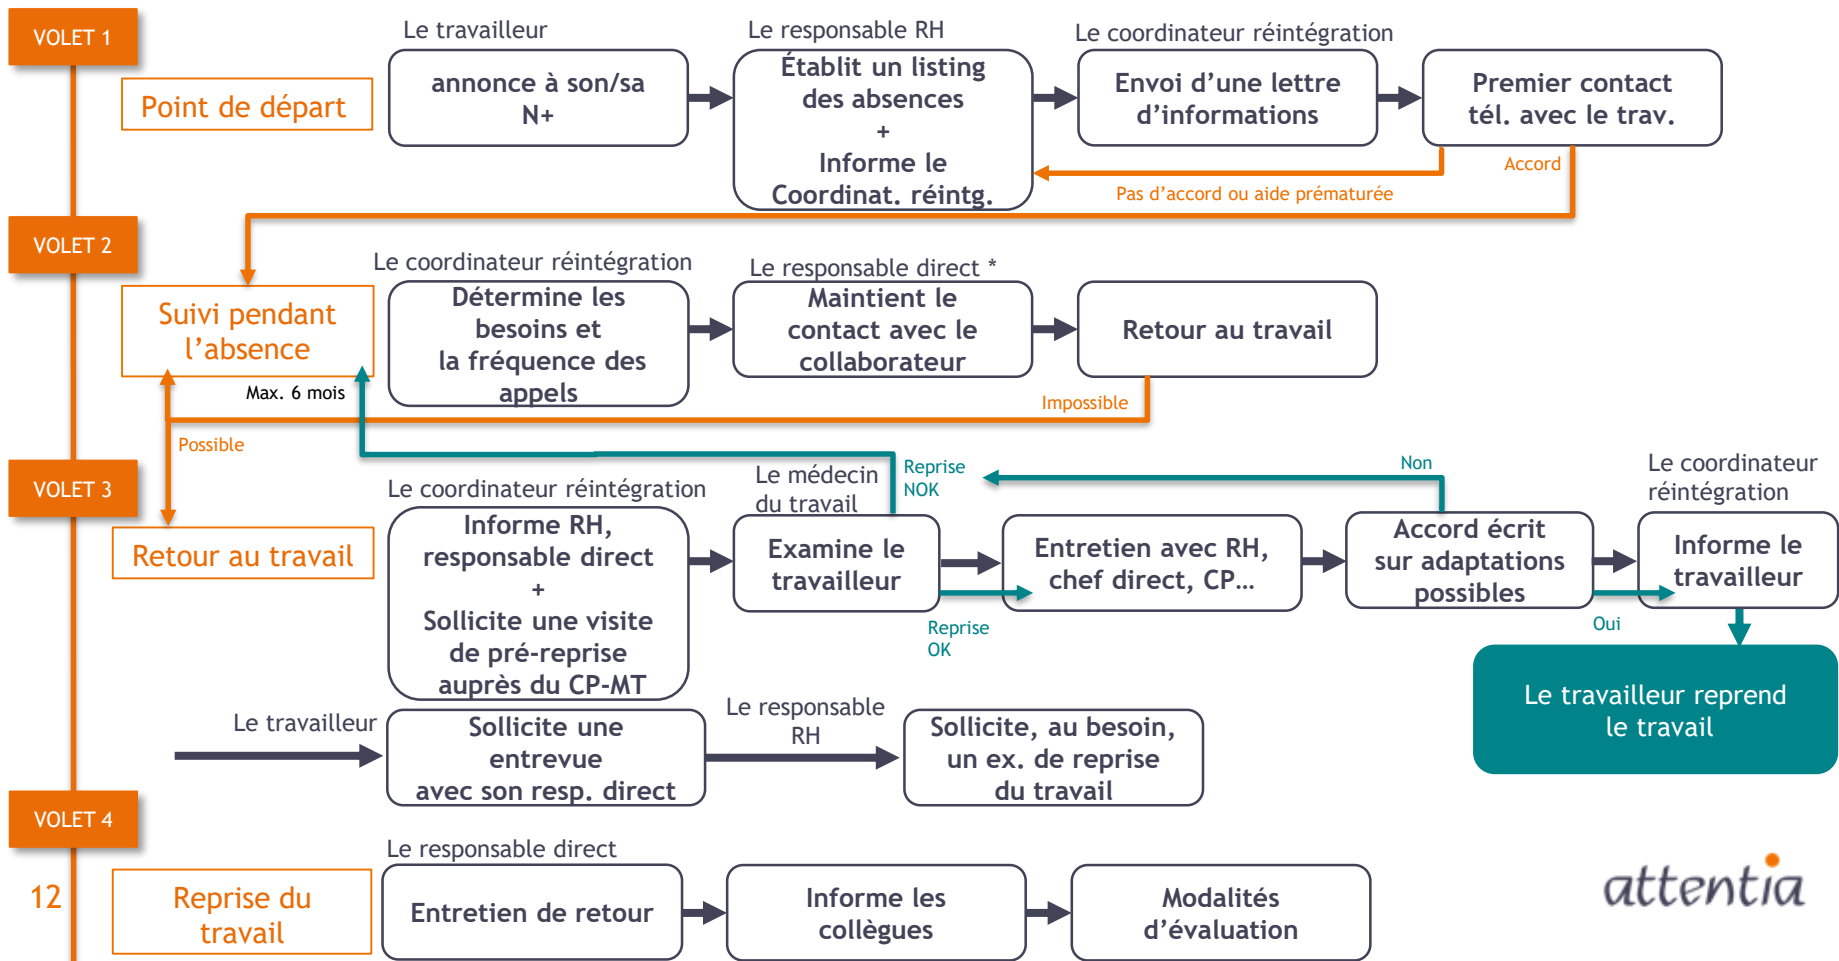 VOLET 1
Point de départ
Le travailleur
annonce à son/sa
N+
Le responsable RH
Établit un listing
des absences
+
Informe le
Coordinat. réintg.
Le coordinateur réintégration
Envoi d’une lettre
d’informations
Premier contact
tél. avec le trav.
Accord
Pas d’accord ou aide prématurée
VOLET 2
Suivi pendant
l’absence
Max. 6 mois
Le coordinateur réintégration
Détermine les
besoins et
la fréquence des
appels
Le responsable direct *
Maintient le
contact avec le
collaborateur
Retour au travail
Impossible
Possible
VOLET 3
Retour au travail
Le coordinateur réintégration
Informe RH,
responsable direct
+
Sollicite une visite
de pré-reprise
auprès du CP-MT
Le médecin
du travail
Examine le
travailleur
Reprise
NOK
Reprise
OK
Entretien avec RH,
chef direct, CP…
Non
Accord écrit
sur adaptations
possibles
Oui
Le coordinateur
réintégration
Informe le
travailleur
Le travailleur reprend
le travail
Le travailleur
Sollicite une
entrevue
avec son resp. direct
Le responsable
RH
Sollicite, au besoin,
un ex. de reprise
du travail
VOLET 4
12
Reprise du
travail
Le responsable direct
Entretien de retour
Informe les
collègues
Modalités
d’évaluation
attentia